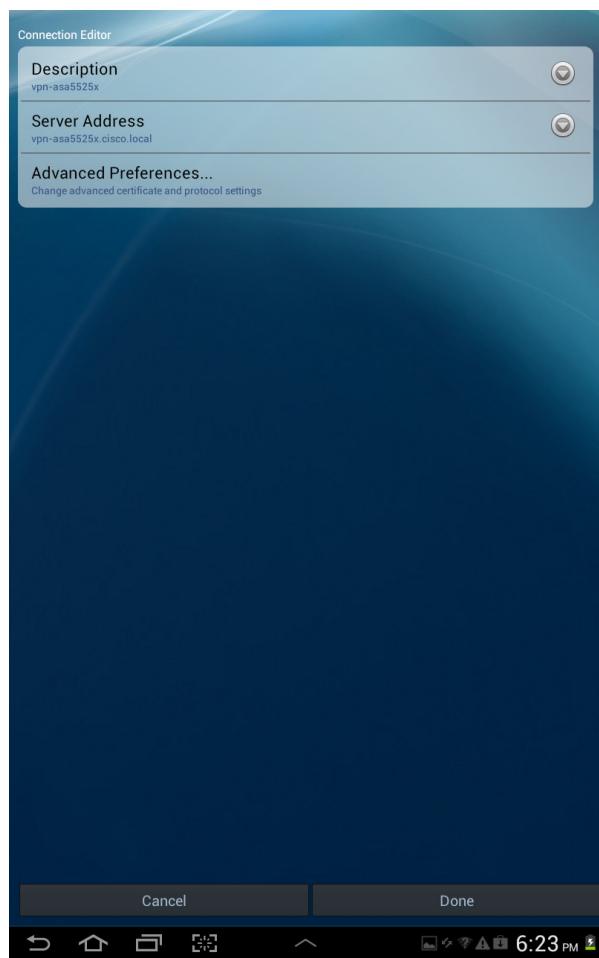 Connection Editor
Description
vpn-asa5525x
Server Address
vpn-asa5525x.cisco.local
Advanced Preferences...
Change advanced certificate and protocol settings
Cancel Done
6:23 PM